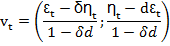 v_t = ( (ε_t − δη_t) / (1 − δd) ; (η_t − dε_t) / (1 − δd) )